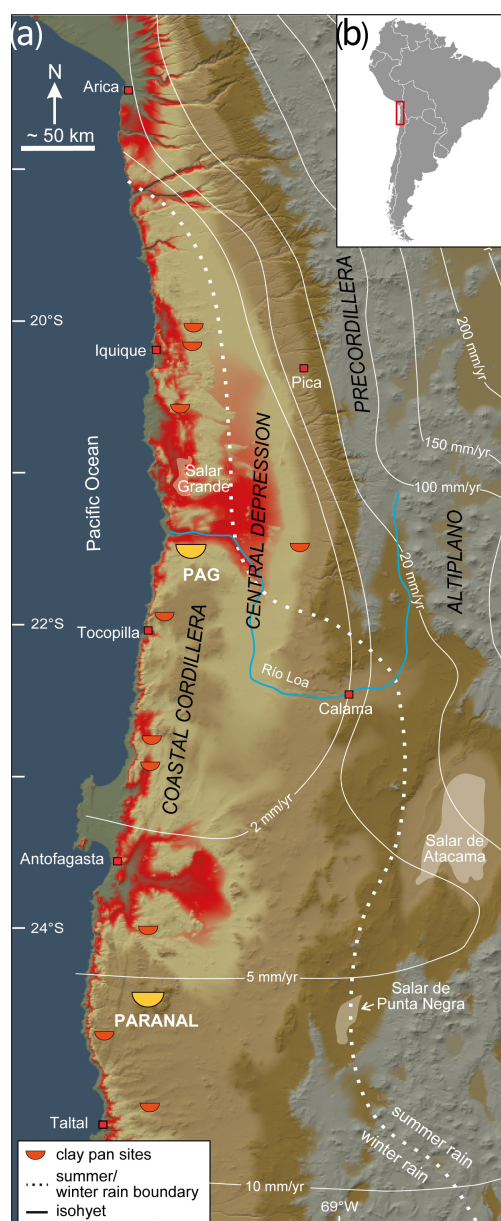 (a)
(b)
N
~ 50 km
Arica
200 mm/yr
PRECORDILLERA
20°S
Iquique
Pica
150 mm/yr
100 mm/yr
Pacific Ocean
Salar
Grande
CENTRAL DEPRESSION
ALTIPLANO
20 mm/yr
PAG
22°S
Tocopilla
Río Loa
Calama
COASTAL CORDILLERA
2 mm/yr
Salar de
Atacama
Antofagasta
24°S
5 mm/yr
Salar de
Punta Negra
PARANAL
Taltal
summer rain
winter rain
clay pan sites
summer/
winter rain boundary
isohyet
10 mm/yr
69°W